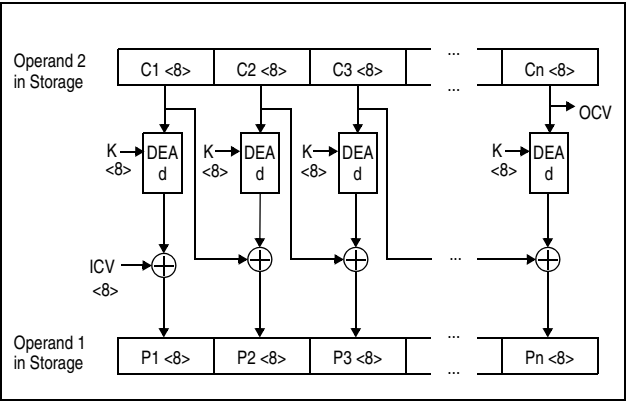 ...
Operand 2
in Storage
C1 <8> C2 <8> C3 <8> Cn <8>
...
OCV
K <8> DEA d K <8> DEA d K <8> DEA d K <8> DEA d
ICV <8> ...
...
Operand 1
in Storage
P1 <8> P2 <8> P3 <8> Pn <8>
...